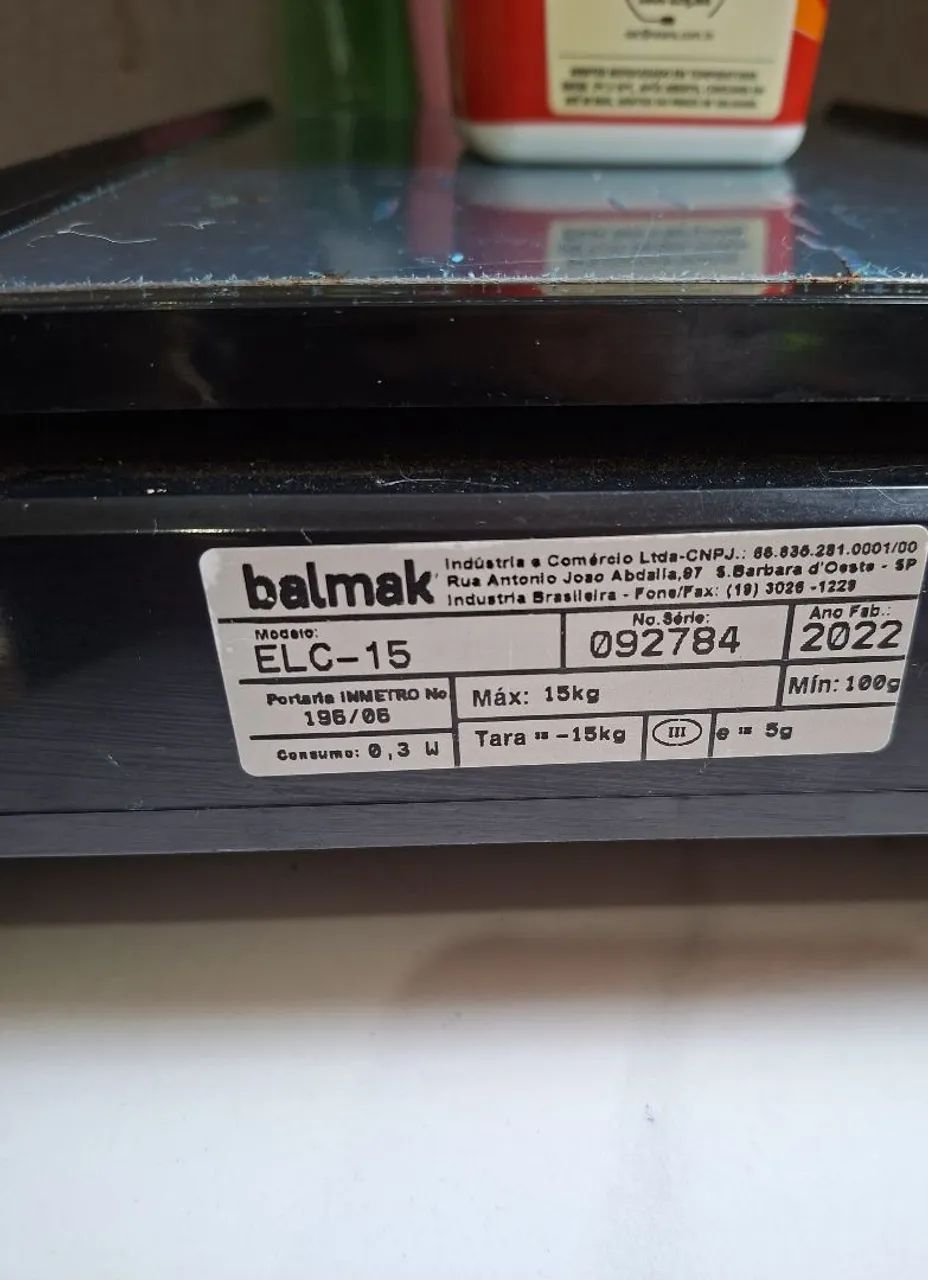 balmak
Indústria e Comércio Ltda-CNPJ.: 66.836.281.0001/00
Rua Antonio Joao Abdalla,97 S.Barbara d'Oeste - SP
Industria Brasileira - Fone/Fax: (19) 3026 -1229
Modelo:
ELC-15
No.Série:
092784
Ano Fab.:
2022
Portaria INMETRO No
196/06
Máx: 15kg
Mín: 100g
Consumo: 0,3 W
Tara = -15kg
III
e = 5g